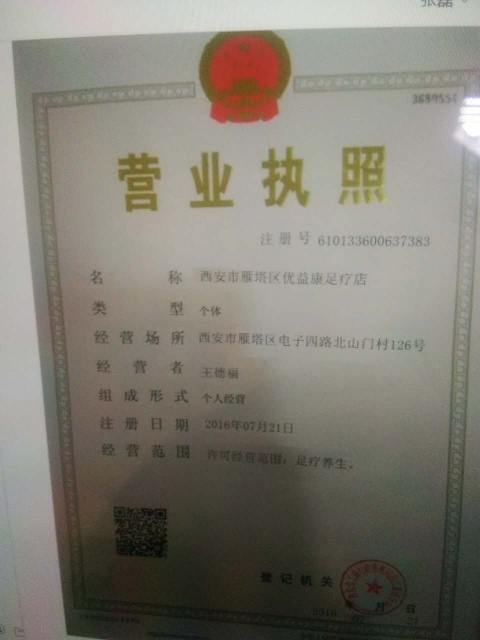 张磊
3689554
营业执照
注册号 610133600637383
名称 西安市雁塔区优益康足疗店
类型 个体
经营场所 西安市雁塔区电子四路北山门村126号
经营者 王德福
组成形式 个人经营
注册日期 2016年07月21日
经营范围 许可经营范围：足疗养生。
登记机关
2016 年 月 21 日